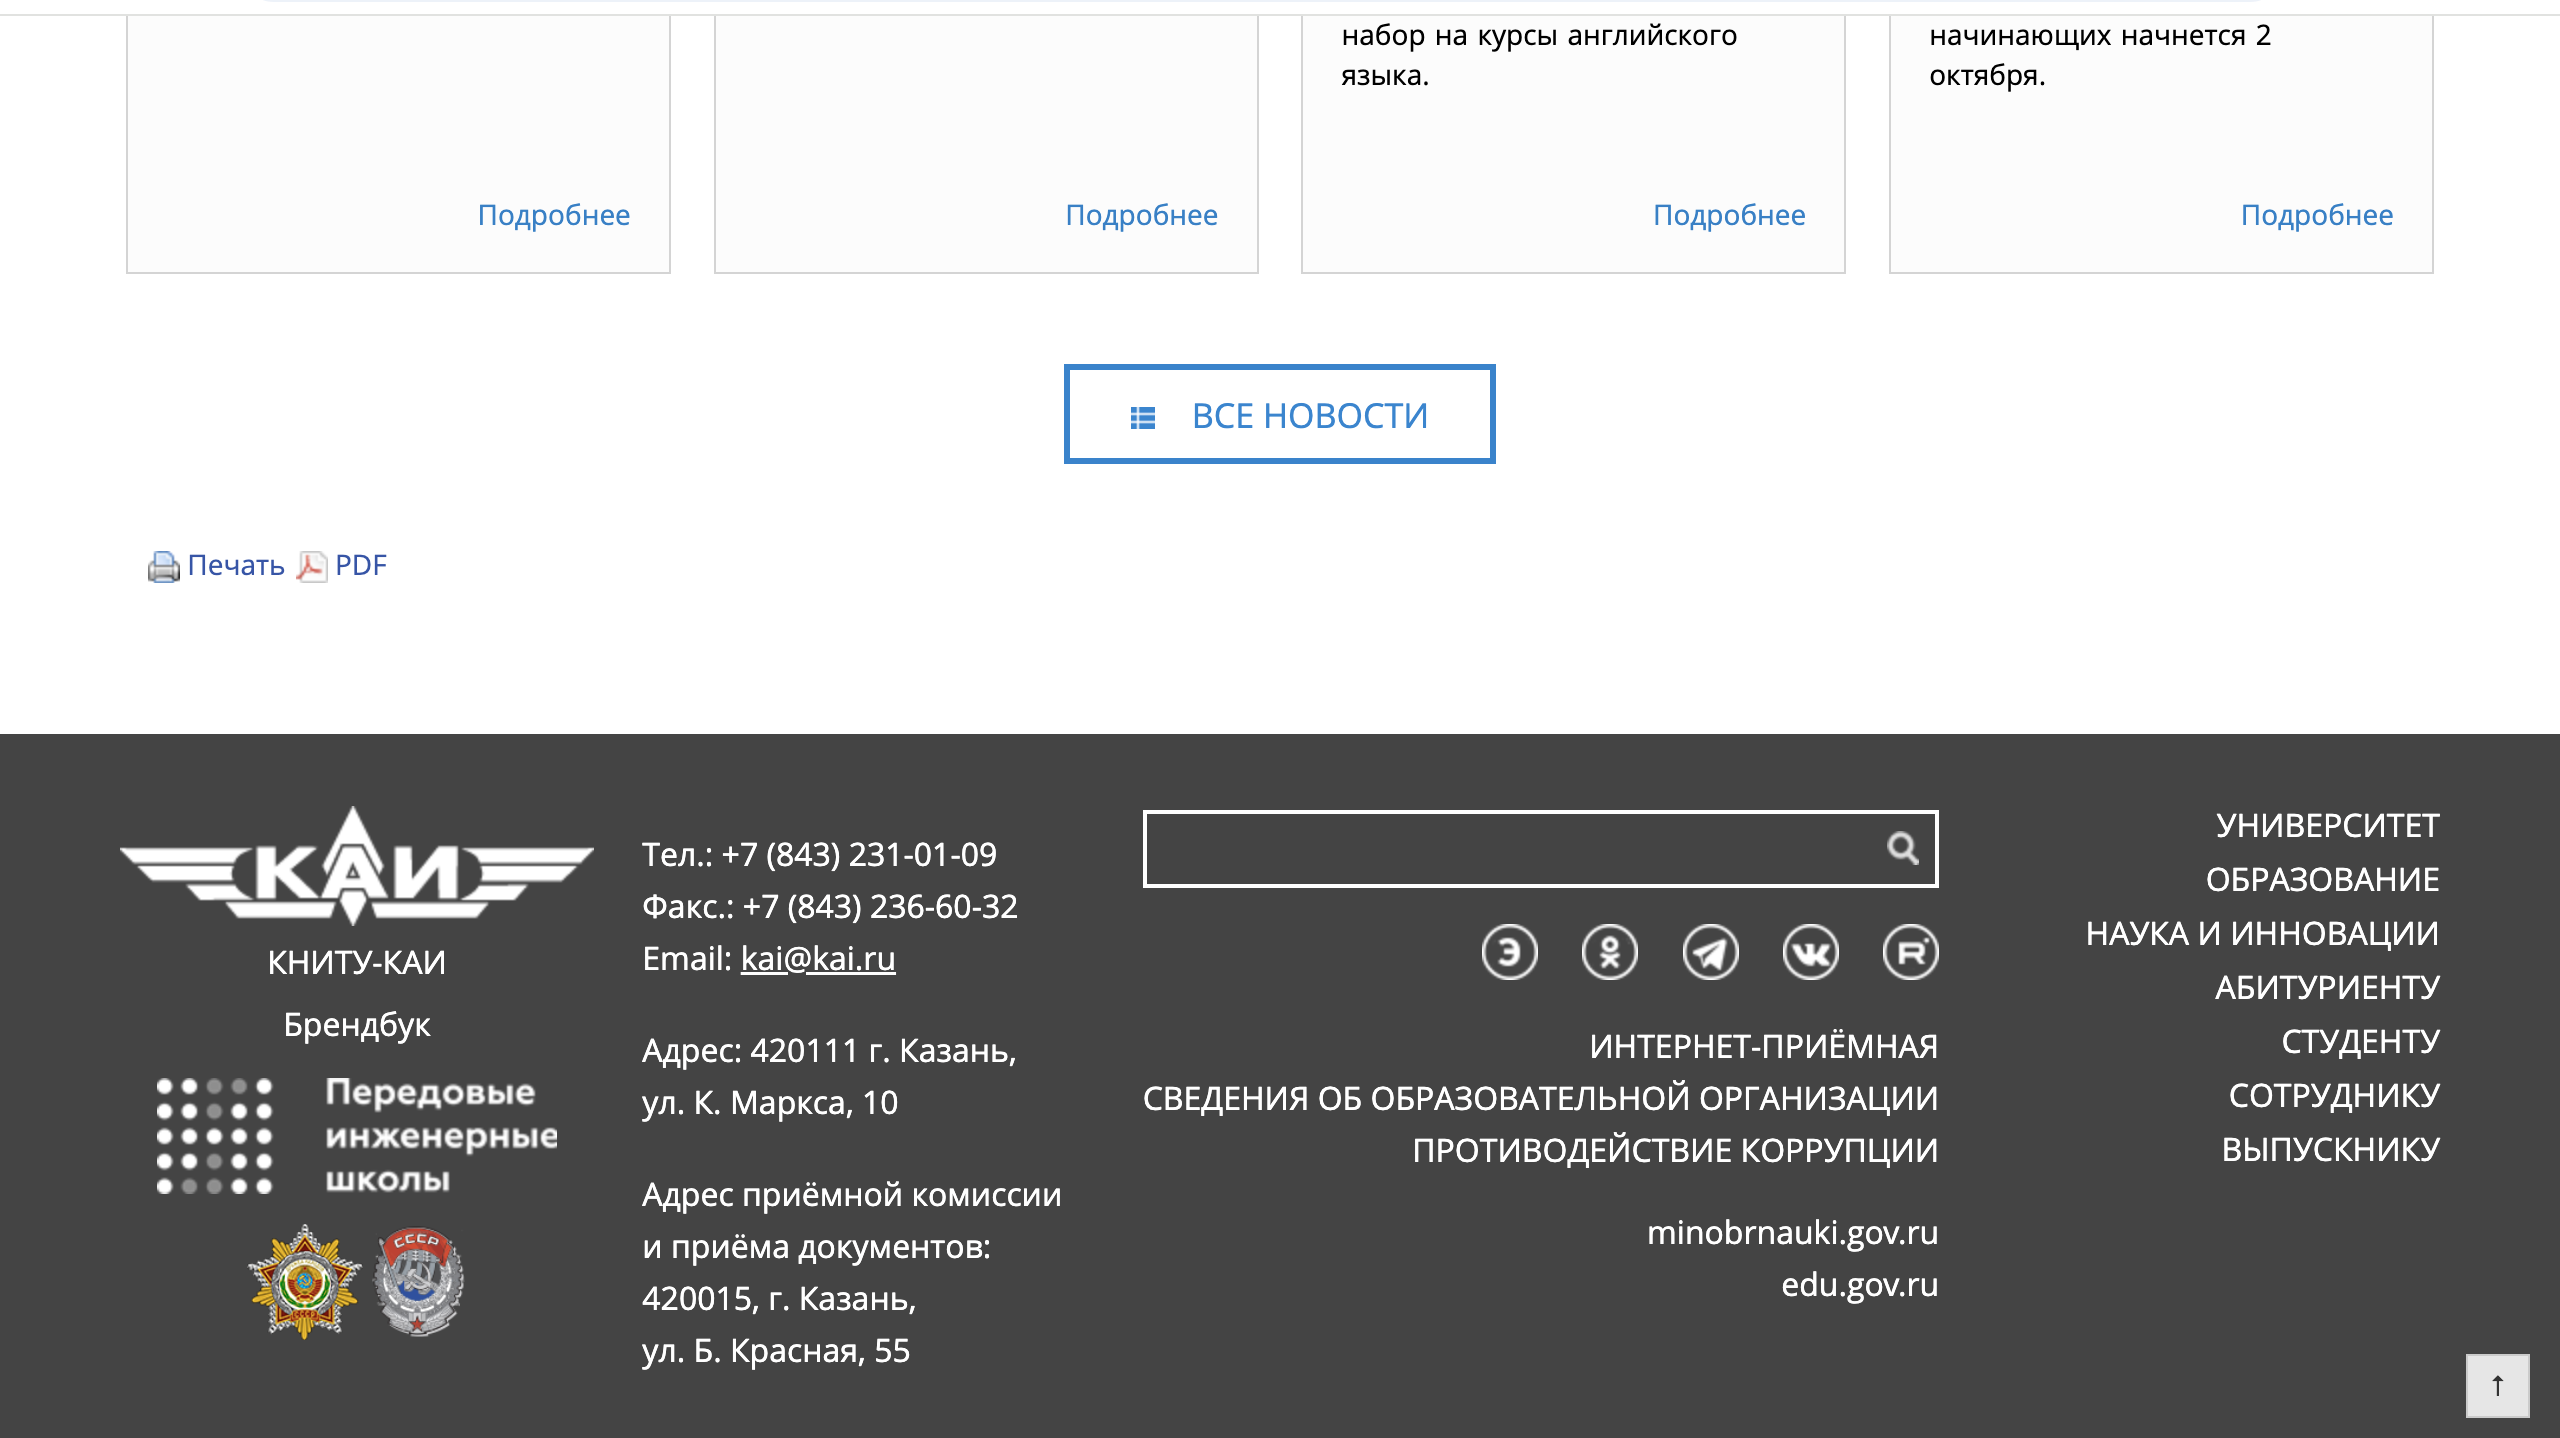 набор на курсы английского
языка.
начинающих начнется 2
октября.
Подробнее
Подробнее
Подробнее
Подробнее
ВСЕ НОВОСТИ
Печать PDF
КАИ
КНИТУ-КАИ
Брендбук
Передовые
инженерные
школы
СССР
СССР
Тел.: +7 (843) 231-01-09
Факс.: +7 (843) 236-60-32
Email: kai@kai.ru
Адрес: 420111 г. Казань,
ул. К. Маркса, 10
Адрес приёмной комиссии
и приёма документов:
420015, г. Казань,
ул. Б. Красная, 55
ИНТЕРНЕТ-ПРИЁМНАЯ
СВЕДЕНИЯ ОБ ОБРАЗОВАТЕЛЬНОЙ ОРГАНИЗАЦИИ
ПРОТИВОДЕЙСТВИЕ КОРРУПЦИИ
minobrnauki.gov.ru
edu.gov.ru
УНИВЕРСИТЕТ
ОБРАЗОВАНИЕ
НАУКА И ИННОВАЦИИ
АБИТУРИЕНТУ
СТУДЕНТУ
СОТРУДНИКУ
ВЫПУСКНИКУ